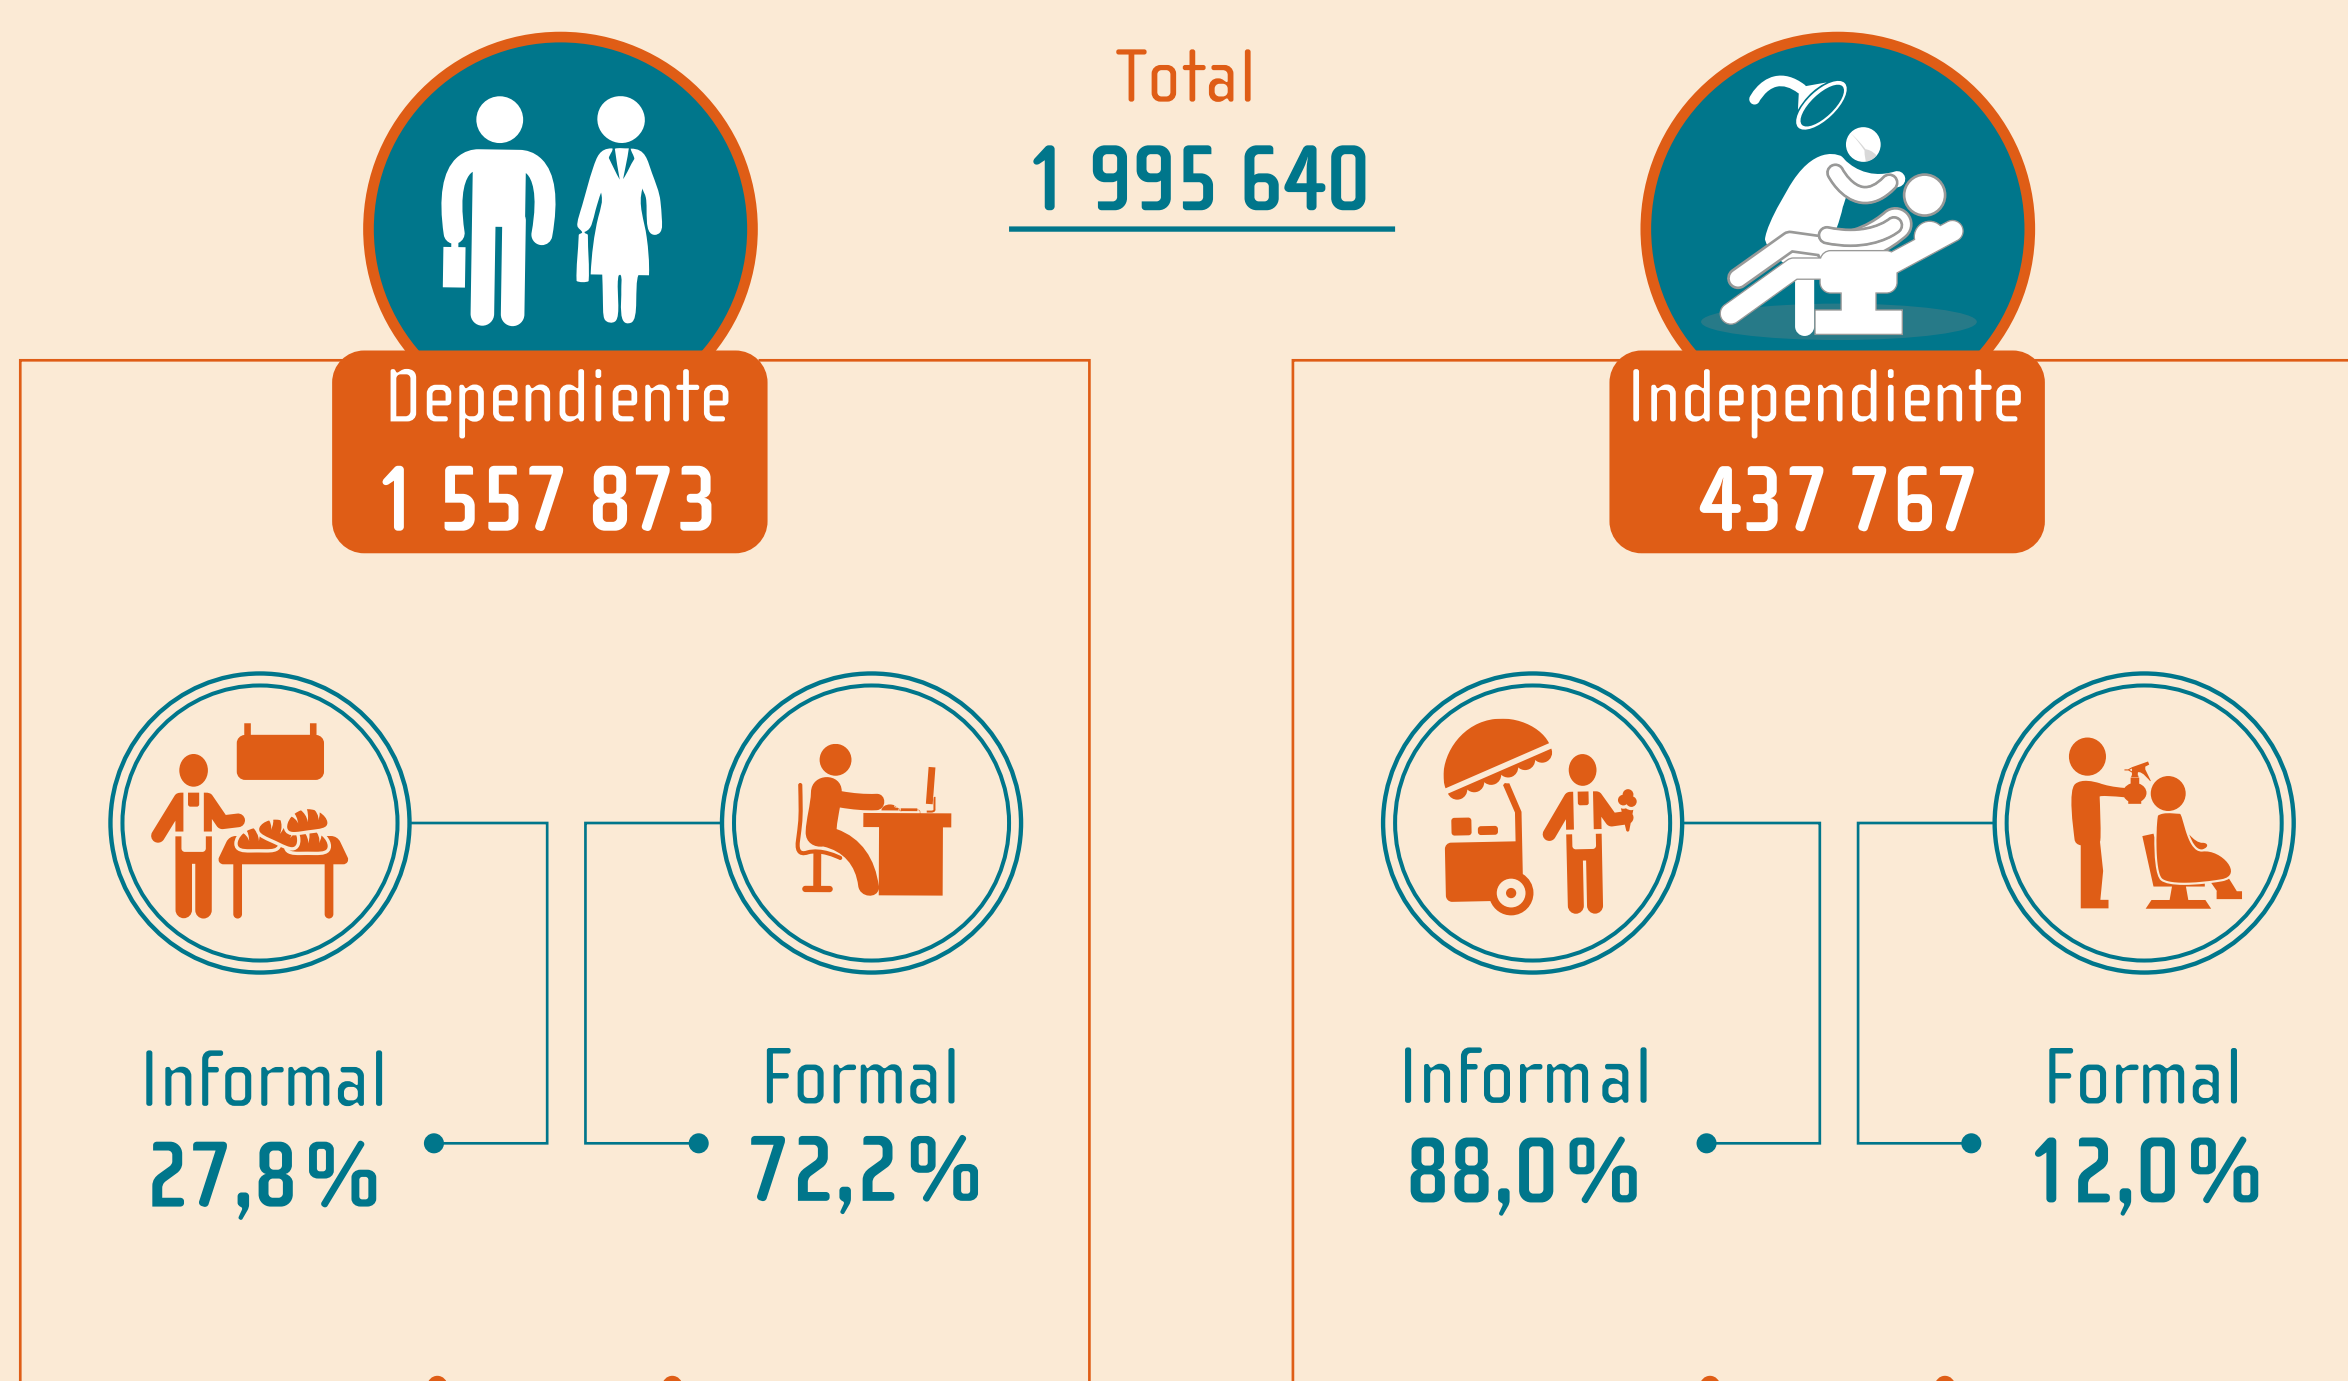 Total
1 995 640
Dependiente
1 557 873
Informal
27,8%
Formal
72,2%
Independiente
437 767
Informal
88,0%
Formal
12,0%